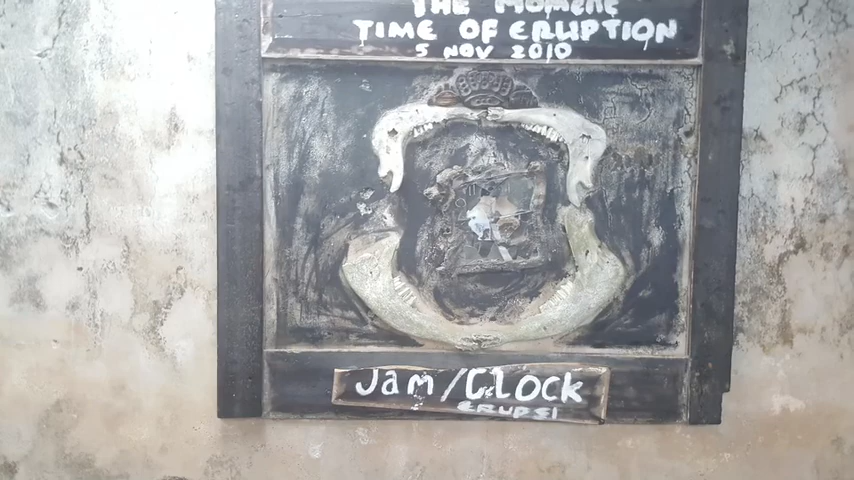 THE MOMENT
TIME OF ERUPTION
5 NOV 2010
Jam/Clock
ERUPSI